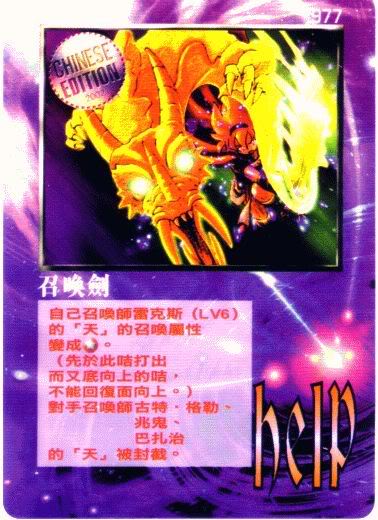 977
CHINESE
EDITION
召喚劍
自己召喚師雷克斯（LV6）
的「天」的召喚屬性
變成 。
（先於此咭打出
而又底向上的咭，
不能回復面向上。）
對手召喚師古特‧格勒、
兆鬼、
巴扎治
的「天」被封截。
help